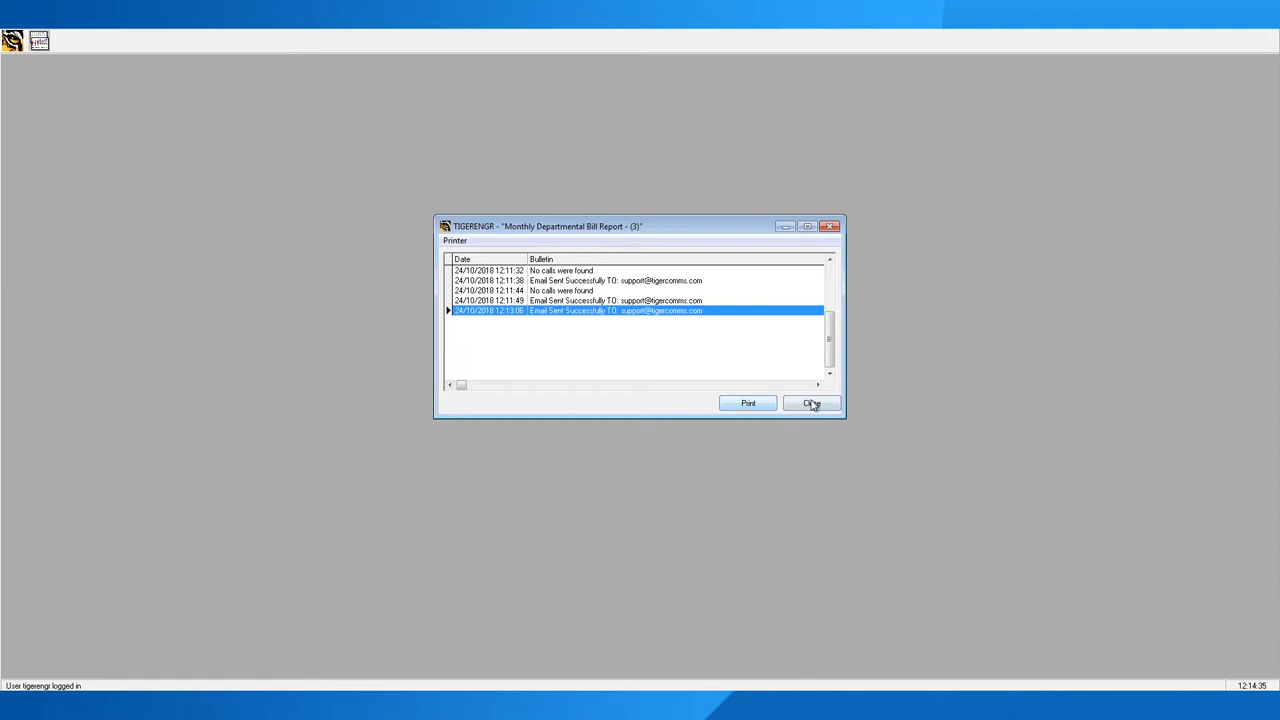 TIGERENGR - "Monthly Departmental Bill Report - (3)"
Printer
Date Bulletin
24/10/2018 12:11:32 No calls were found
24/10/2018 12:11:38 Email Sent Successfully TO: support@tigercomms.com
24/10/2018 12:11:44 No calls were found
24/10/2018 12:11:49 Email Sent Successfully TO: support@tigercomms.com
24/10/2018 12:13:06 Email Sent Successfully TO: support@tigercomms.com
Print Close
User tigerengr logged in 12:14:35